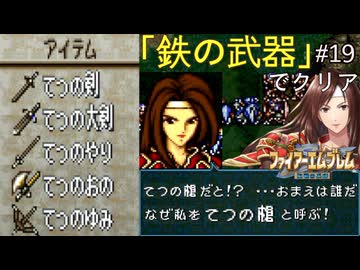 アイテム
てつの剣
てつの大剣
てつのやり
てつのおの
てつのゆみ
「鉄の武器」#19
でクリア
ファイアーエムブレム
てつの槍だと!? ・・・おまえは誰だ
なぜ私をてつの槍と呼ぶ!